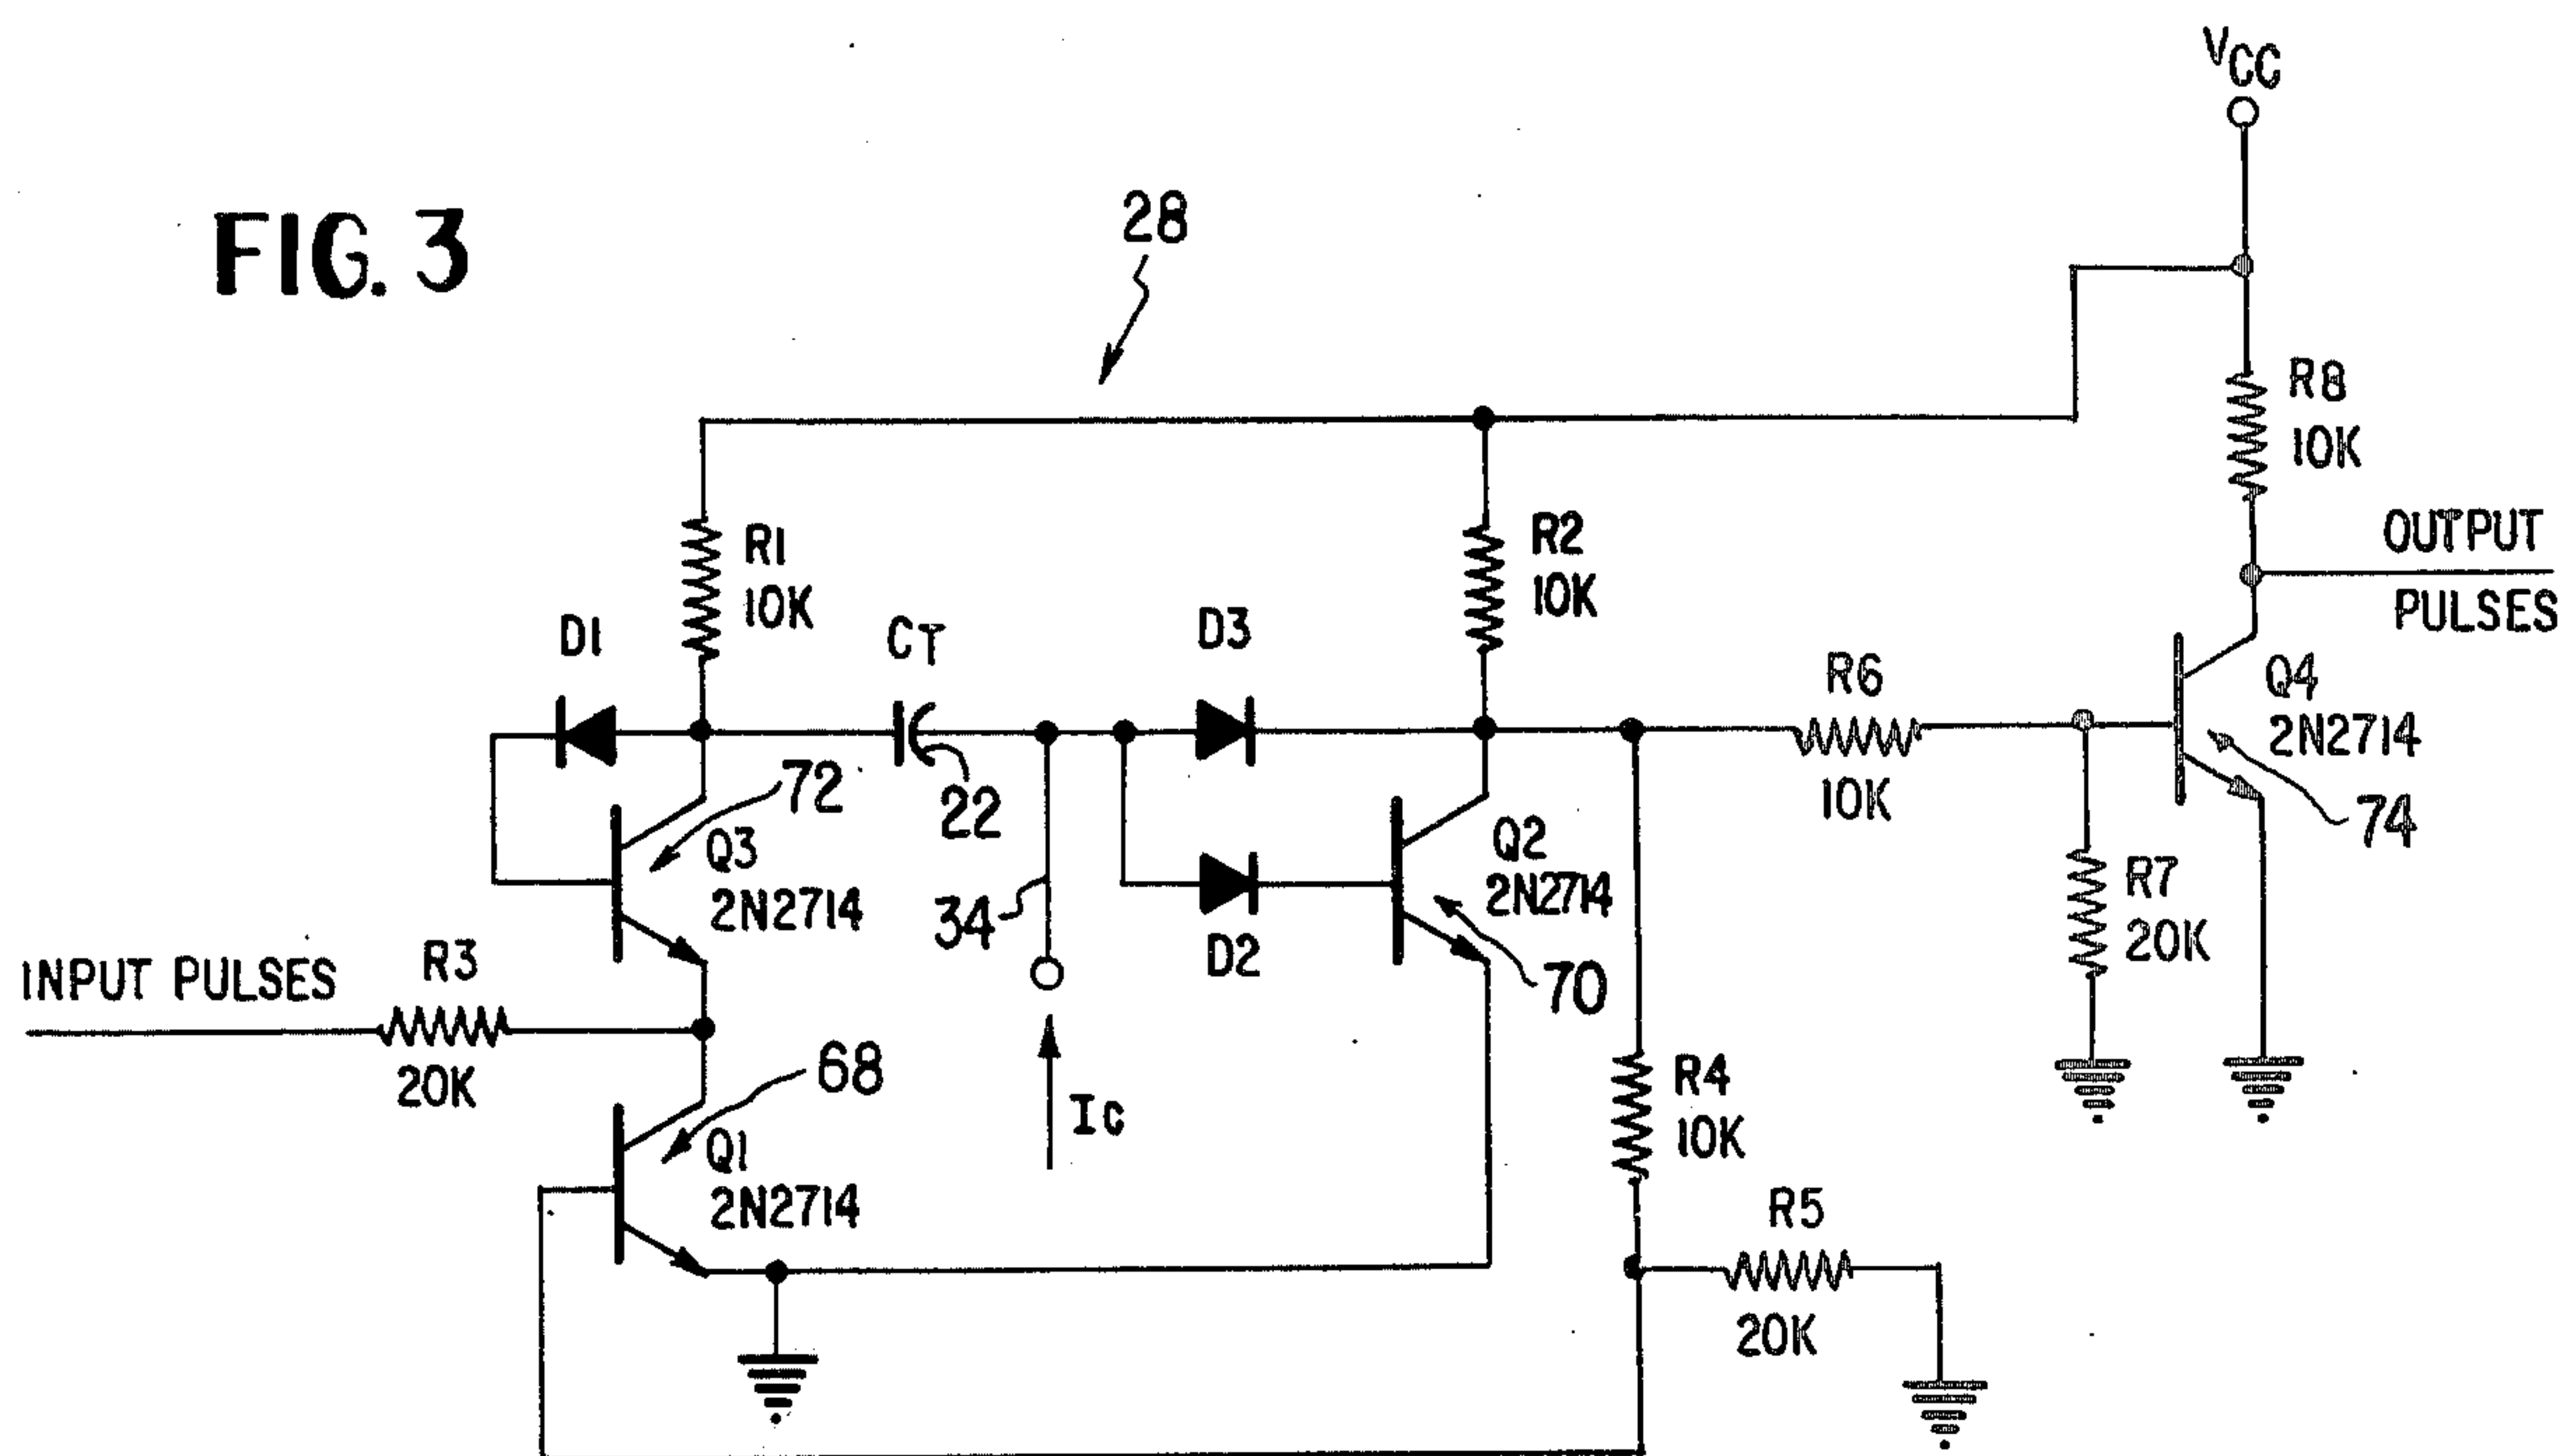 VCC
FIG. 3
28
R8
10K
R1
10K
R2
10K
OUTPUT
PULSES
D1
CT
D3
R6
10K
Q4
2N2714
72
22
74
Q3
2N2714
Q2
2N2714
R7
20K
34
D2
70
INPUT PULSES
R3
20K
68
Ic
R4
10K
Q1
2N2714
R5
20K